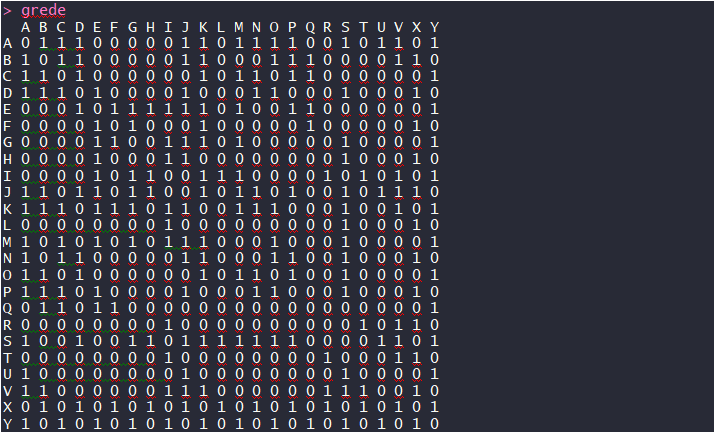 > grede
A B C D E F G H I J K L M N O P Q R S T U V X Y
A 0 1 1 1 0 0 0 0 0 1 1 0 1 1 1 1 0 0 1 0 1 1 0 1
B 1 0 1 1 0 0 0 0 0 1 1 0 0 0 1 1 1 0 0 0 0 1 1 0
C 1 1 0 1 0 0 0 0 0 0 1 0 1 1 0 1 1 0 0 0 0 0 0 1
D 1 1 1 0 1 0 0 0 0 1 0 0 0 1 1 0 0 0 1 0 0 0 1 0
E 0 0 0 1 0 1 1 1 1 1 1 0 1 0 0 1 1 0 0 0 0 0 0 1
F 0 0 0 0 1 0 1 0 0 0 1 0 0 0 0 0 1 0 0 0 0 0 1 0
G 0 0 0 0 1 1 0 0 1 1 1 0 1 0 0 0 0 0 1 0 0 0 0 1
H 0 0 0 0 1 0 0 0 1 1 0 0 0 0 0 0 0 0 1 0 0 0 1 0
I 0 0 0 0 1 0 1 1 0 0 1 1 1 0 0 0 0 1 0 1 0 1 0 1
J 1 1 0 1 1 0 1 1 0 0 1 0 1 1 0 1 0 0 1 0 1 1 1 0
K 1 1 1 0 1 1 1 0 1 1 0 0 1 1 1 0 0 0 1 0 0 1 0 1
L 0 0 0 0 0 0 0 0 1 0 0 0 0 0 0 0 0 0 1 0 0 0 1 0
M 1 0 1 0 1 0 1 0 1 1 1 0 0 0 1 0 0 0 1 0 0 0 0 1
N 1 0 1 1 0 0 0 0 0 1 1 0 0 0 1 1 0 0 1 0 0 0 1 0
O 1 1 0 1 0 0 0 0 0 0 1 0 1 1 0 1 0 0 1 0 0 0 0 1
P 1 1 1 0 1 0 0 0 0 1 0 0 0 1 1 0 0 0 1 0 0 0 1 0
Q 0 1 1 0 1 1 0 0 0 0 0 0 0 0 0 0 0 0 0 0 0 0 0 1
R 0 0 0 0 0 0 0 0 1 0 0 0 0 0 0 0 0 0 0 1 0 1 1 0
S 1 0 0 1 0 0 1 1 0 1 1 1 1 1 1 1 0 0 0 0 1 1 0 1
T 0 0 0 0 0 0 0 0 1 0 0 0 0 0 0 0 0 1 0 0 0 1 1 0
U 1 0 0 0 0 0 0 0 0 1 0 0 0 0 0 0 0 0 1 0 0 0 0 1
V 1 1 0 0 0 0 0 0 1 1 1 0 0 0 0 0 0 1 1 1 0 0 1 0
X 0 1 0 1 0 1 0 1 0 1 0 1 0 1 0 1 0 1 0 1 0 1 0 1
Y 1 0 1 0 1 0 1 0 1 0 1 0 1 0 1 0 1 0 1 0 1 0 1 0